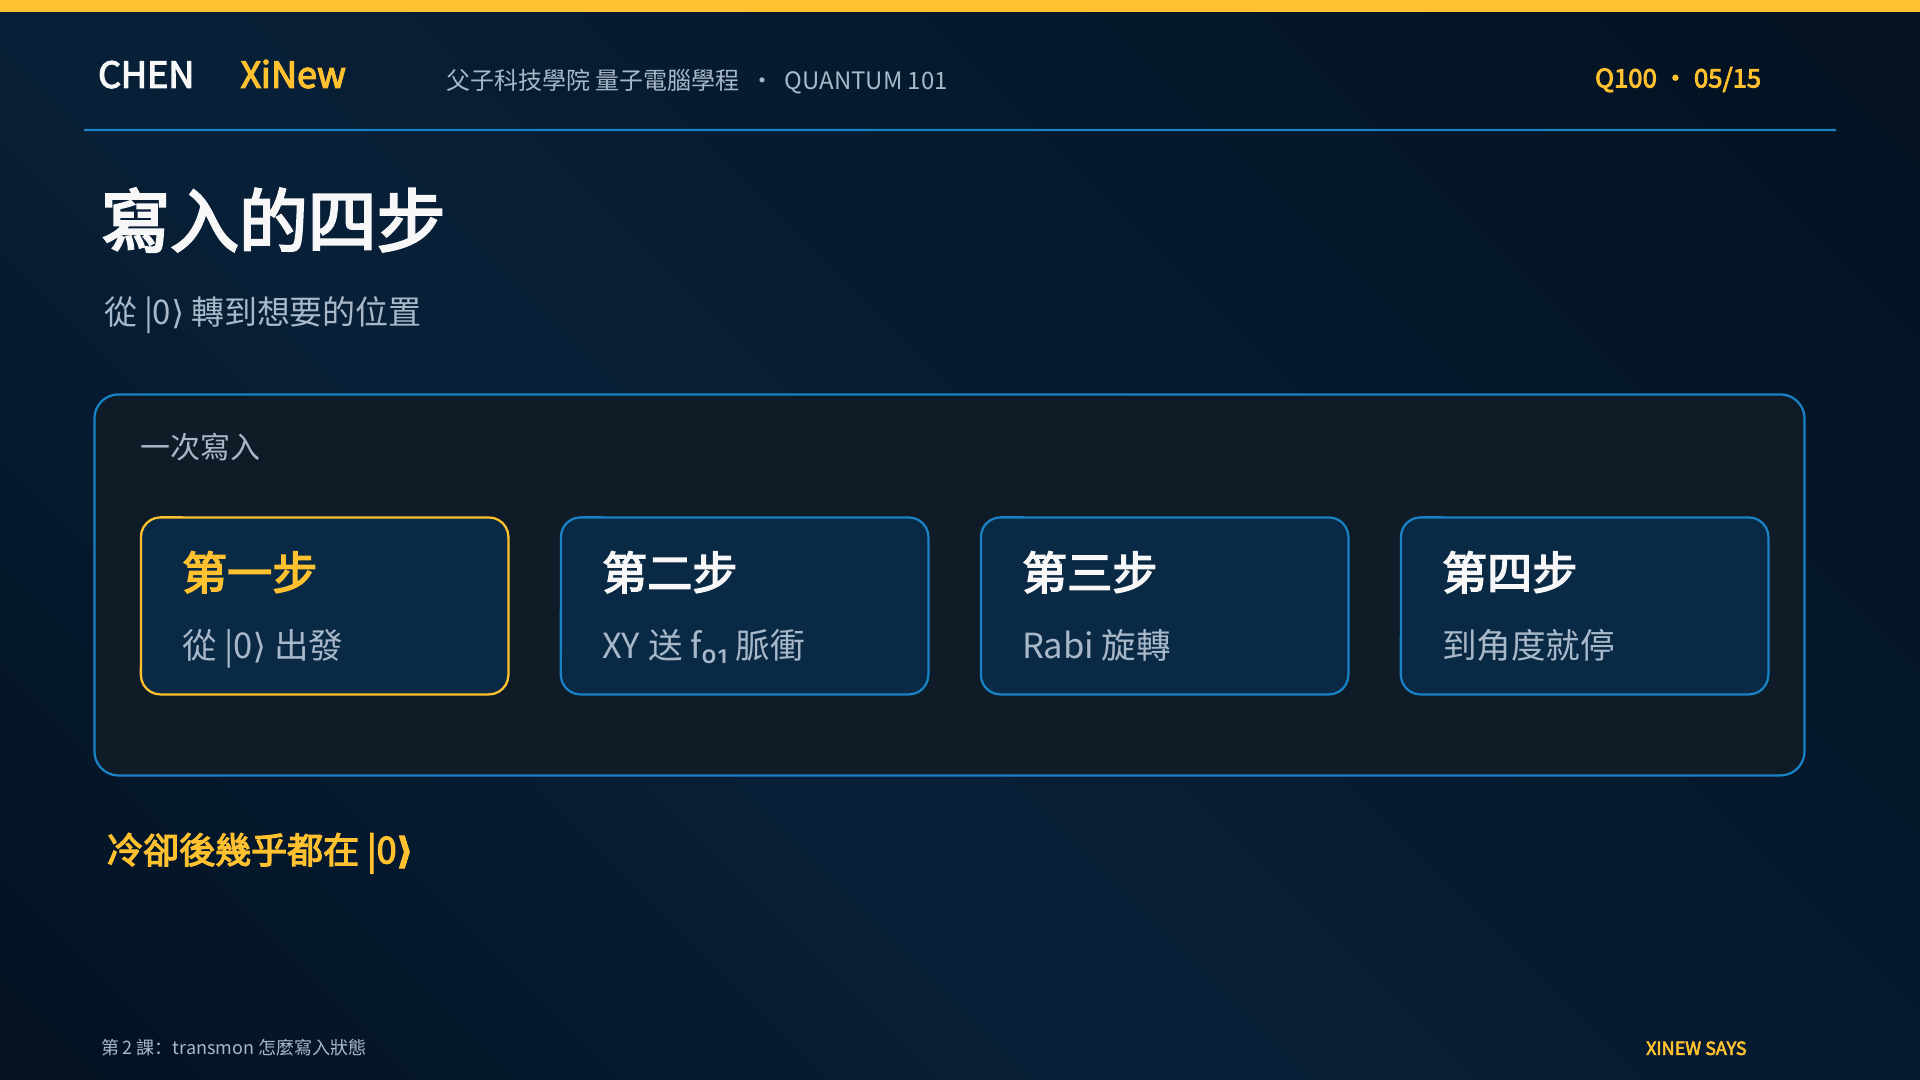 CHEN XiNew 父子科技學院 量子電腦學程 • QUANTUM 101 Q100 • 05/15
寫入的四步
從 |0⟩ 轉到想要的位置
一次寫入
第一步
從 |0⟩ 出發
第二步
XY 送 f₀₁ 脈衝
第三步
Rabi 旋轉
第四步
到角度就停
冷卻後幾乎都在 |0⟩
第 2 課：transmon 怎麼寫入狀態
XINEW SAYS